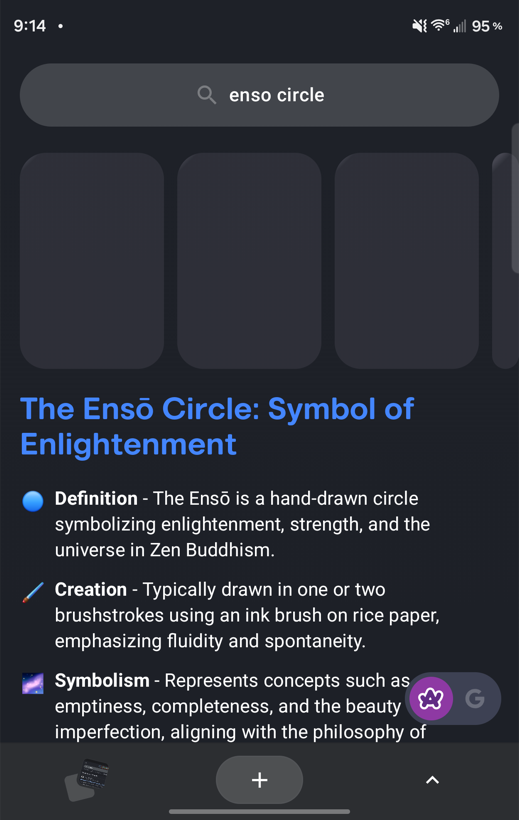 9:14
6
95 %
enso circle
The Ensō Circle: Symbol of
Enlightenment
Definition - The Ensō is a hand-drawn circle
symbolizing enlightenment, strength, and the
universe in Zen Buddhism.
Creation - Typically drawn in one or two
brushstrokes using an ink brush on rice paper,
emphasizing fluidity and spontaneity.
Symbolism - Represents concepts such as
emptiness, completeness, and the beauty
imperfection, aligning with the philosophy of
G